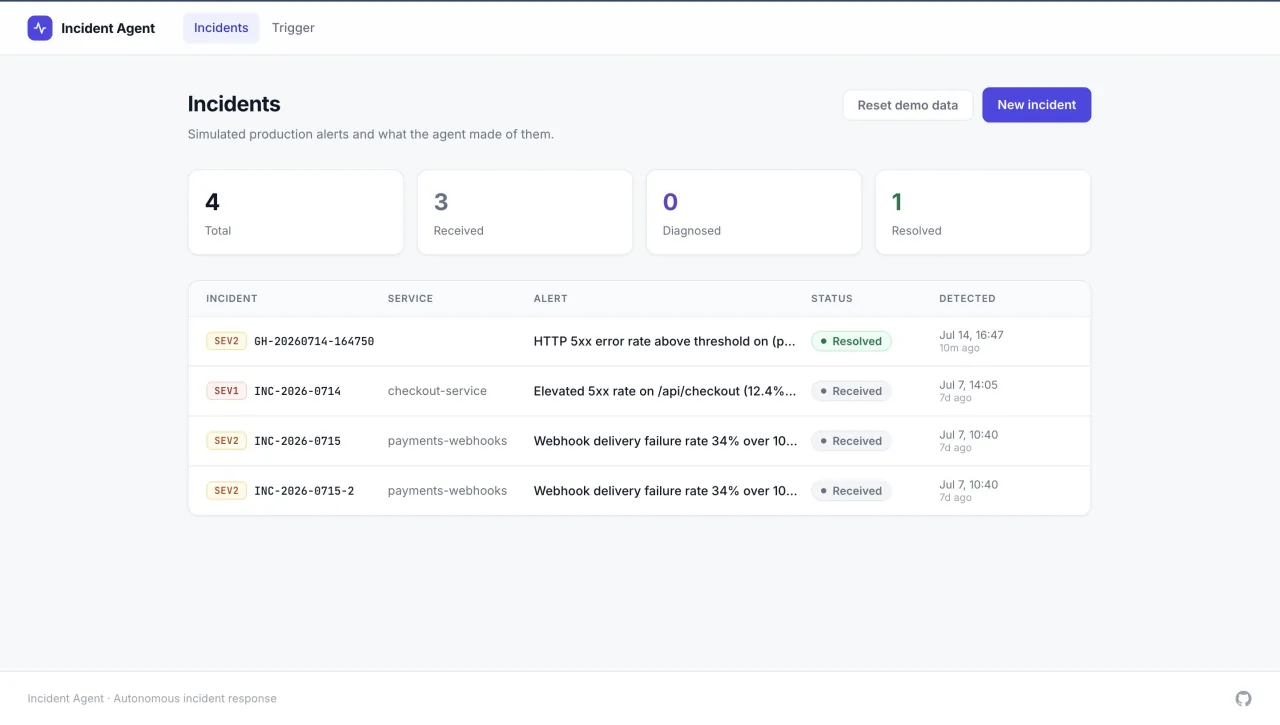 Incident Agent
Incidents
Trigger
Incidents
Simulated production alerts and what the agent made of them.
Reset demo data
New incident
4
Total
3
Received
0
Diagnosed
1
Resolved
INCIDENT SERVICE ALERT STATUS DETECTED
SEV2 GH-20260714-164750 HTTP 5xx error rate above threshold on (p... Resolved Jul 14, 16:47
10m ago
SEV1 INC-2026-0714 checkout-service Elevated 5xx rate on /api/checkout (12.4%... Received Jul 7, 14:05
7d ago
SEV2 INC-2026-0715 payments-webhooks Webhook delivery failure rate 34% over 10... Received Jul 7, 10:40
7d ago
SEV2 INC-2026-0715-2 payments-webhooks Webhook delivery failure rate 34% over 10... Received Jul 7, 10:40
7d ago
Incident Agent · Autonomous incident response